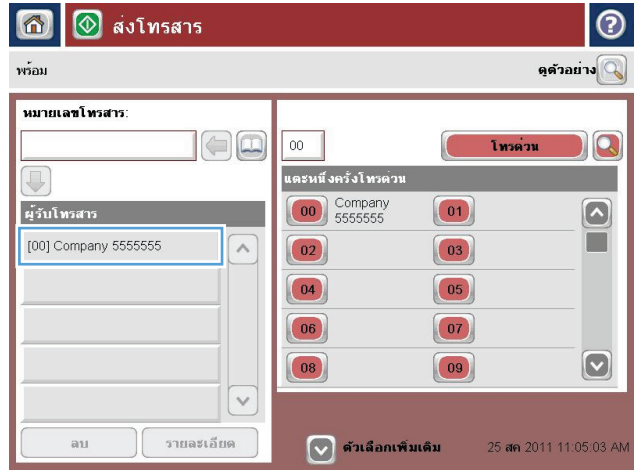 ส่งโทรสาร
พร้อม
ดูตัวอย่าง
หมายเลขโทรสาร:
00
โทรด่วน
แตะหนึ่งครั้งโทรด่วน
ผู้รับโทรสาร
[00] Company 5555555
00 Company 5555555 01
02 03
04 05
06 07
08 09
ลบ
รายละเอียด
ตัวเลือกเพิ่มเติม
25 สค 2011 11:05:03 AM